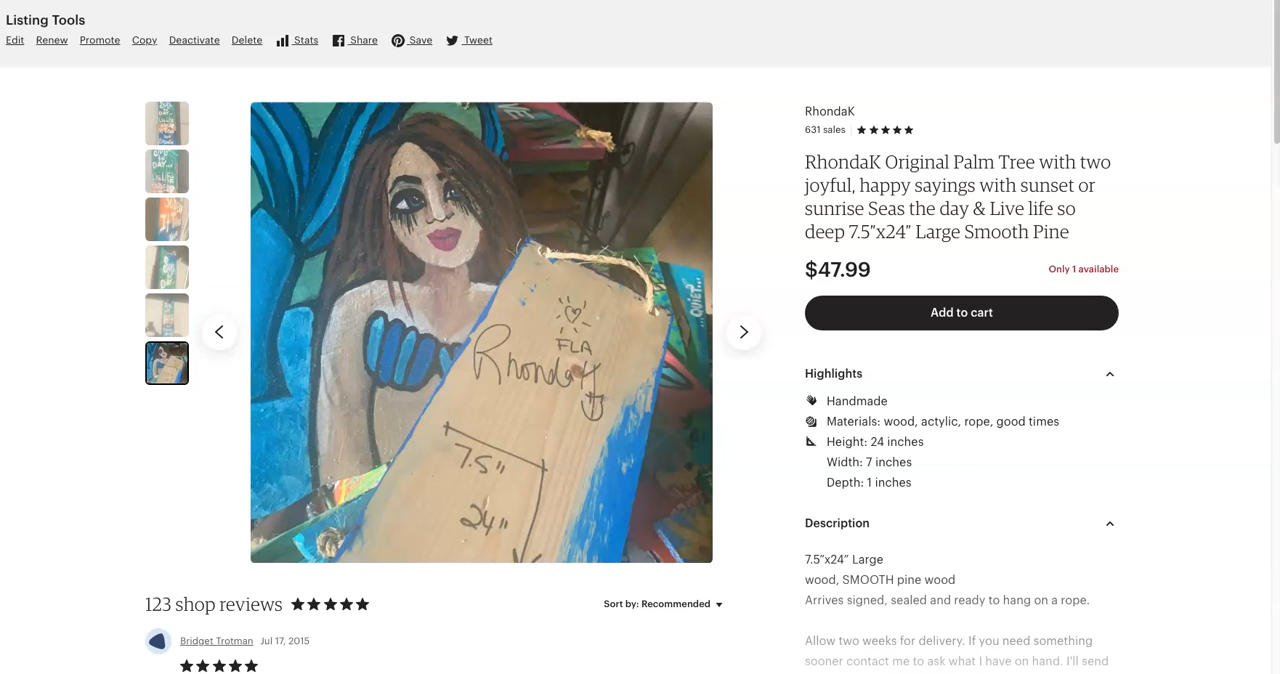 Listing Tools
Edit Renew Promote Copy Deactivate Delete Stats Share Save Tweet
RhondaK
631 sales
RhondaK Original Palm Tree with two
joyful, happy sayings with sunset or
sunrise Seas the day & Live life so
deep 7.5"x24" Large Smooth Pine
$47.99 Only 1 available
Add to cart
Highlights
Handmade
Materials: wood, actylic, rope, good times
Height: 24 inches
Width: 7 inches
Depth: 1 inches
Description
7.5"x24" Large
wood, SMOOTH pine wood
Arrives signed, sealed and ready to hang on a rope.
Allow two weeks for delivery. If you need something
sooner contact me to ask what I have on hand. I'll send
QUIET...
FLA
RhondaK
7.5"
24"
123 shop reviews
Sort by: Recommended
Bridget Trotman Jul 17, 2015